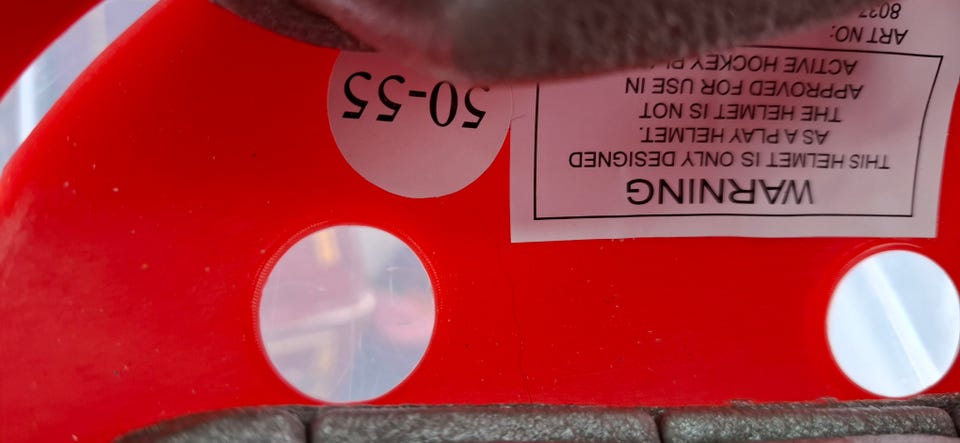 WARNING
THIS HELMET IS ONLY DESIGNED
AS A PLAY HELMET.
THE HELMET IS NOT
APPROVED FOR USE IN
ACTIVE HOCKEY
ART NO:
50-55